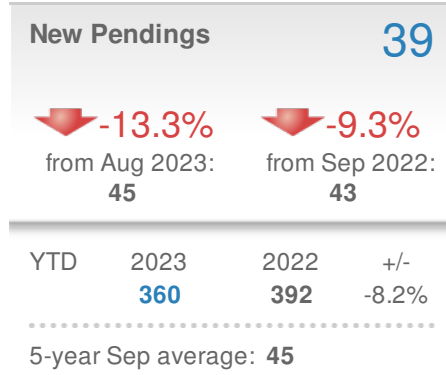 New Pendings 39
-13.3% -9.3%
from Aug 2023: from Sep 2022:
45 43
YTD 2023 2022 +/-
360 392 -8.2%
5-year Sep average: 45